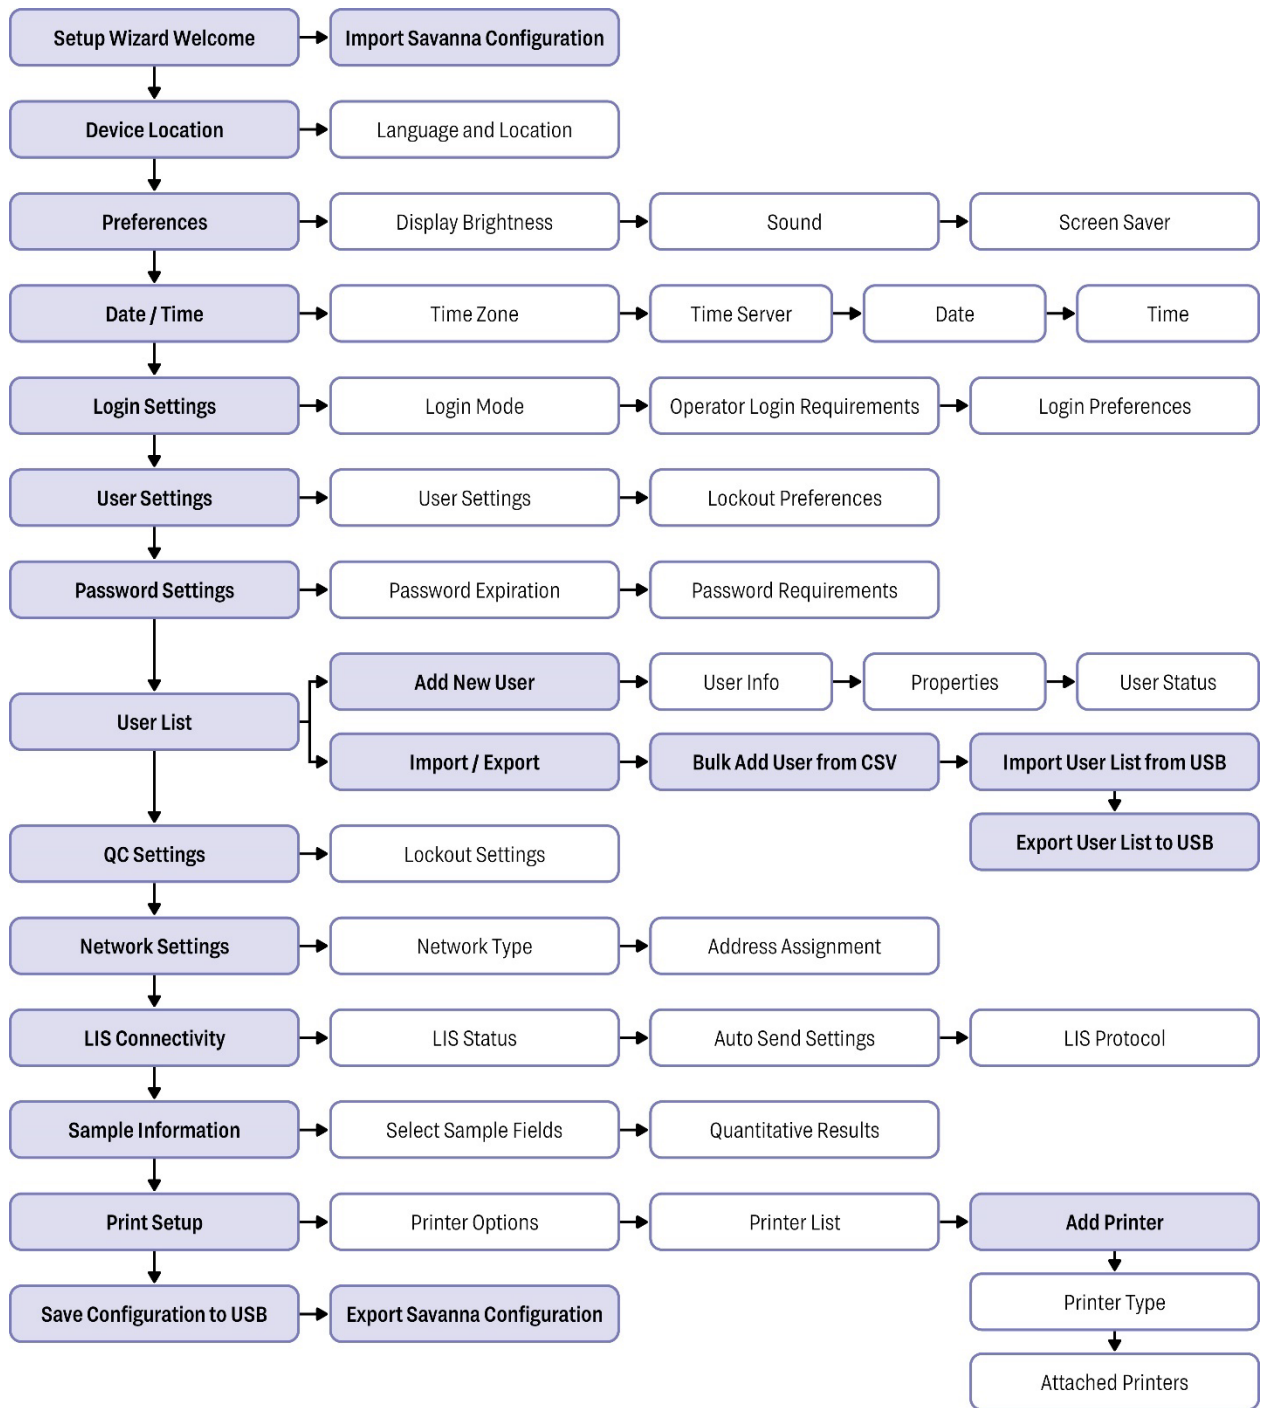 Setup Wizard Welcome
Import Savanna Configuration
Device Location
Language and Location
Preferences
Display Brightness
Sound
Screen Saver
Date / Time
Time Zone
Time Server
Date
Time
Login Settings
Login Mode
Operator Login Requirements
Login Preferences
User Settings
User Settings
Lockout Preferences
Password Settings
Password Expiration
Password Requirements
User List
Add New User
User Info
Properties
User Status
Import / Export
Bulk Add User from CSV
Import User List from USB
Export User List to USB
QC Settings
Lockout Settings
Network Settings
Network Type
Address Assignment
LIS Connectivity
LIS Status
Auto Send Settings
LIS Protocol
Sample Information
Select Sample Fields
Quantitative Results
Print Setup
Printer Options
Printer List
Add Printer
Printer Type
Attached Printers
Save Configuration to USB
Export Savanna Configuration